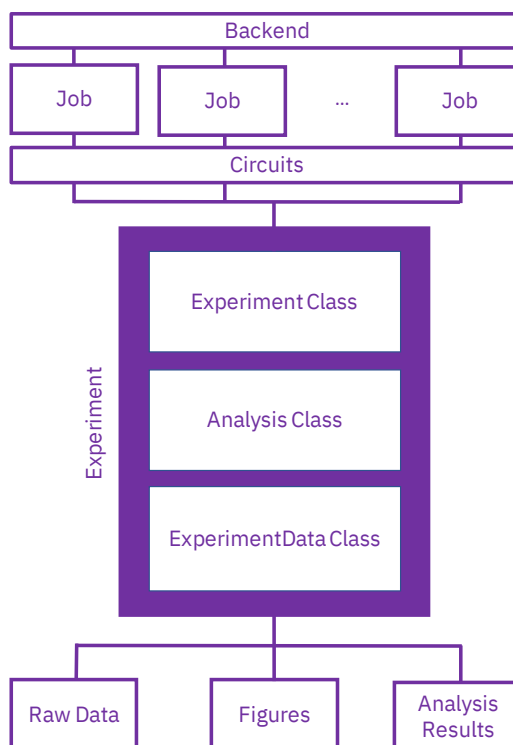 Backend
Job
Job
...
Job
Circuits
Experiment
Experiment Class
Analysis Class
ExperimentData Class
Raw Data
Figures
Analysis
Results